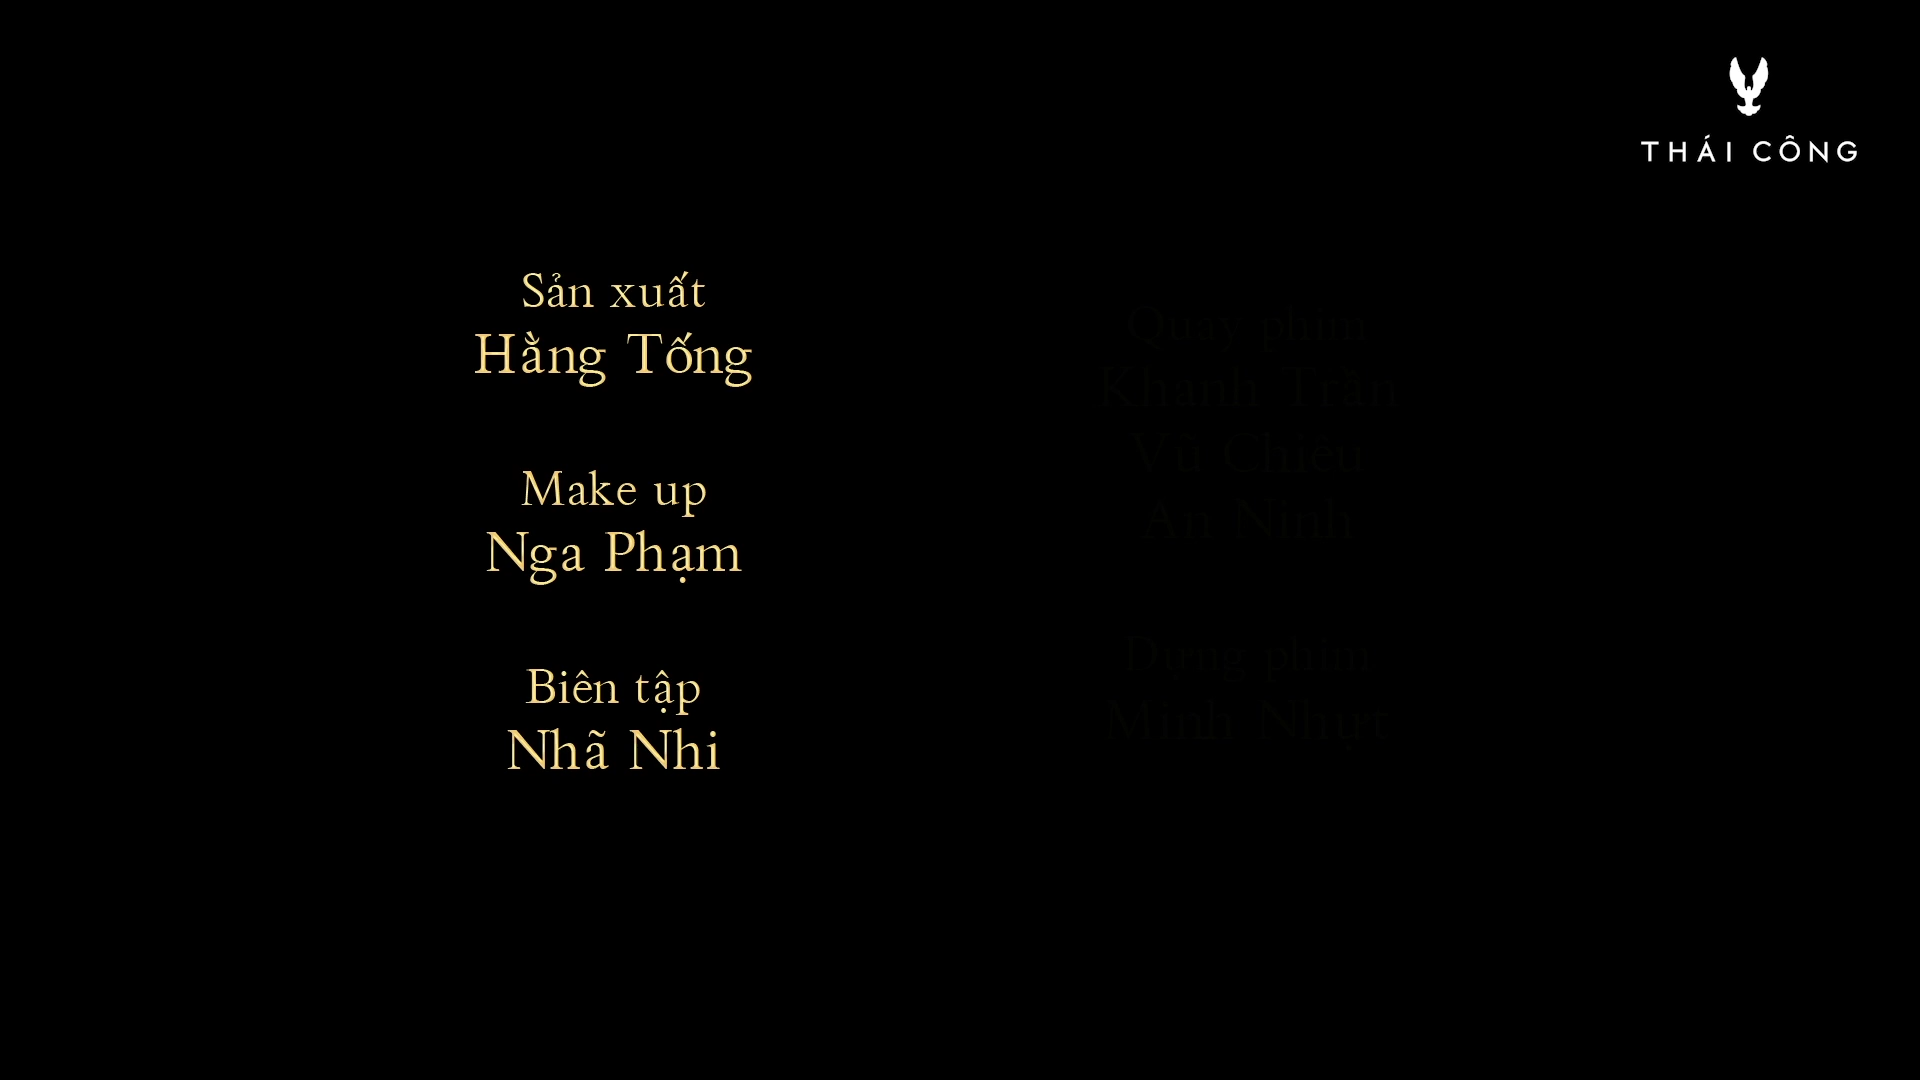 THÁI CÔNG
Sản xuất
Hằng Tống
Make up
Nga Phạm
Biên tập
Nhã Nhi
Quay phim
Khanh Trần
Vũ Chiêu
An Ninh
Dựng phim
Minh Nhựt